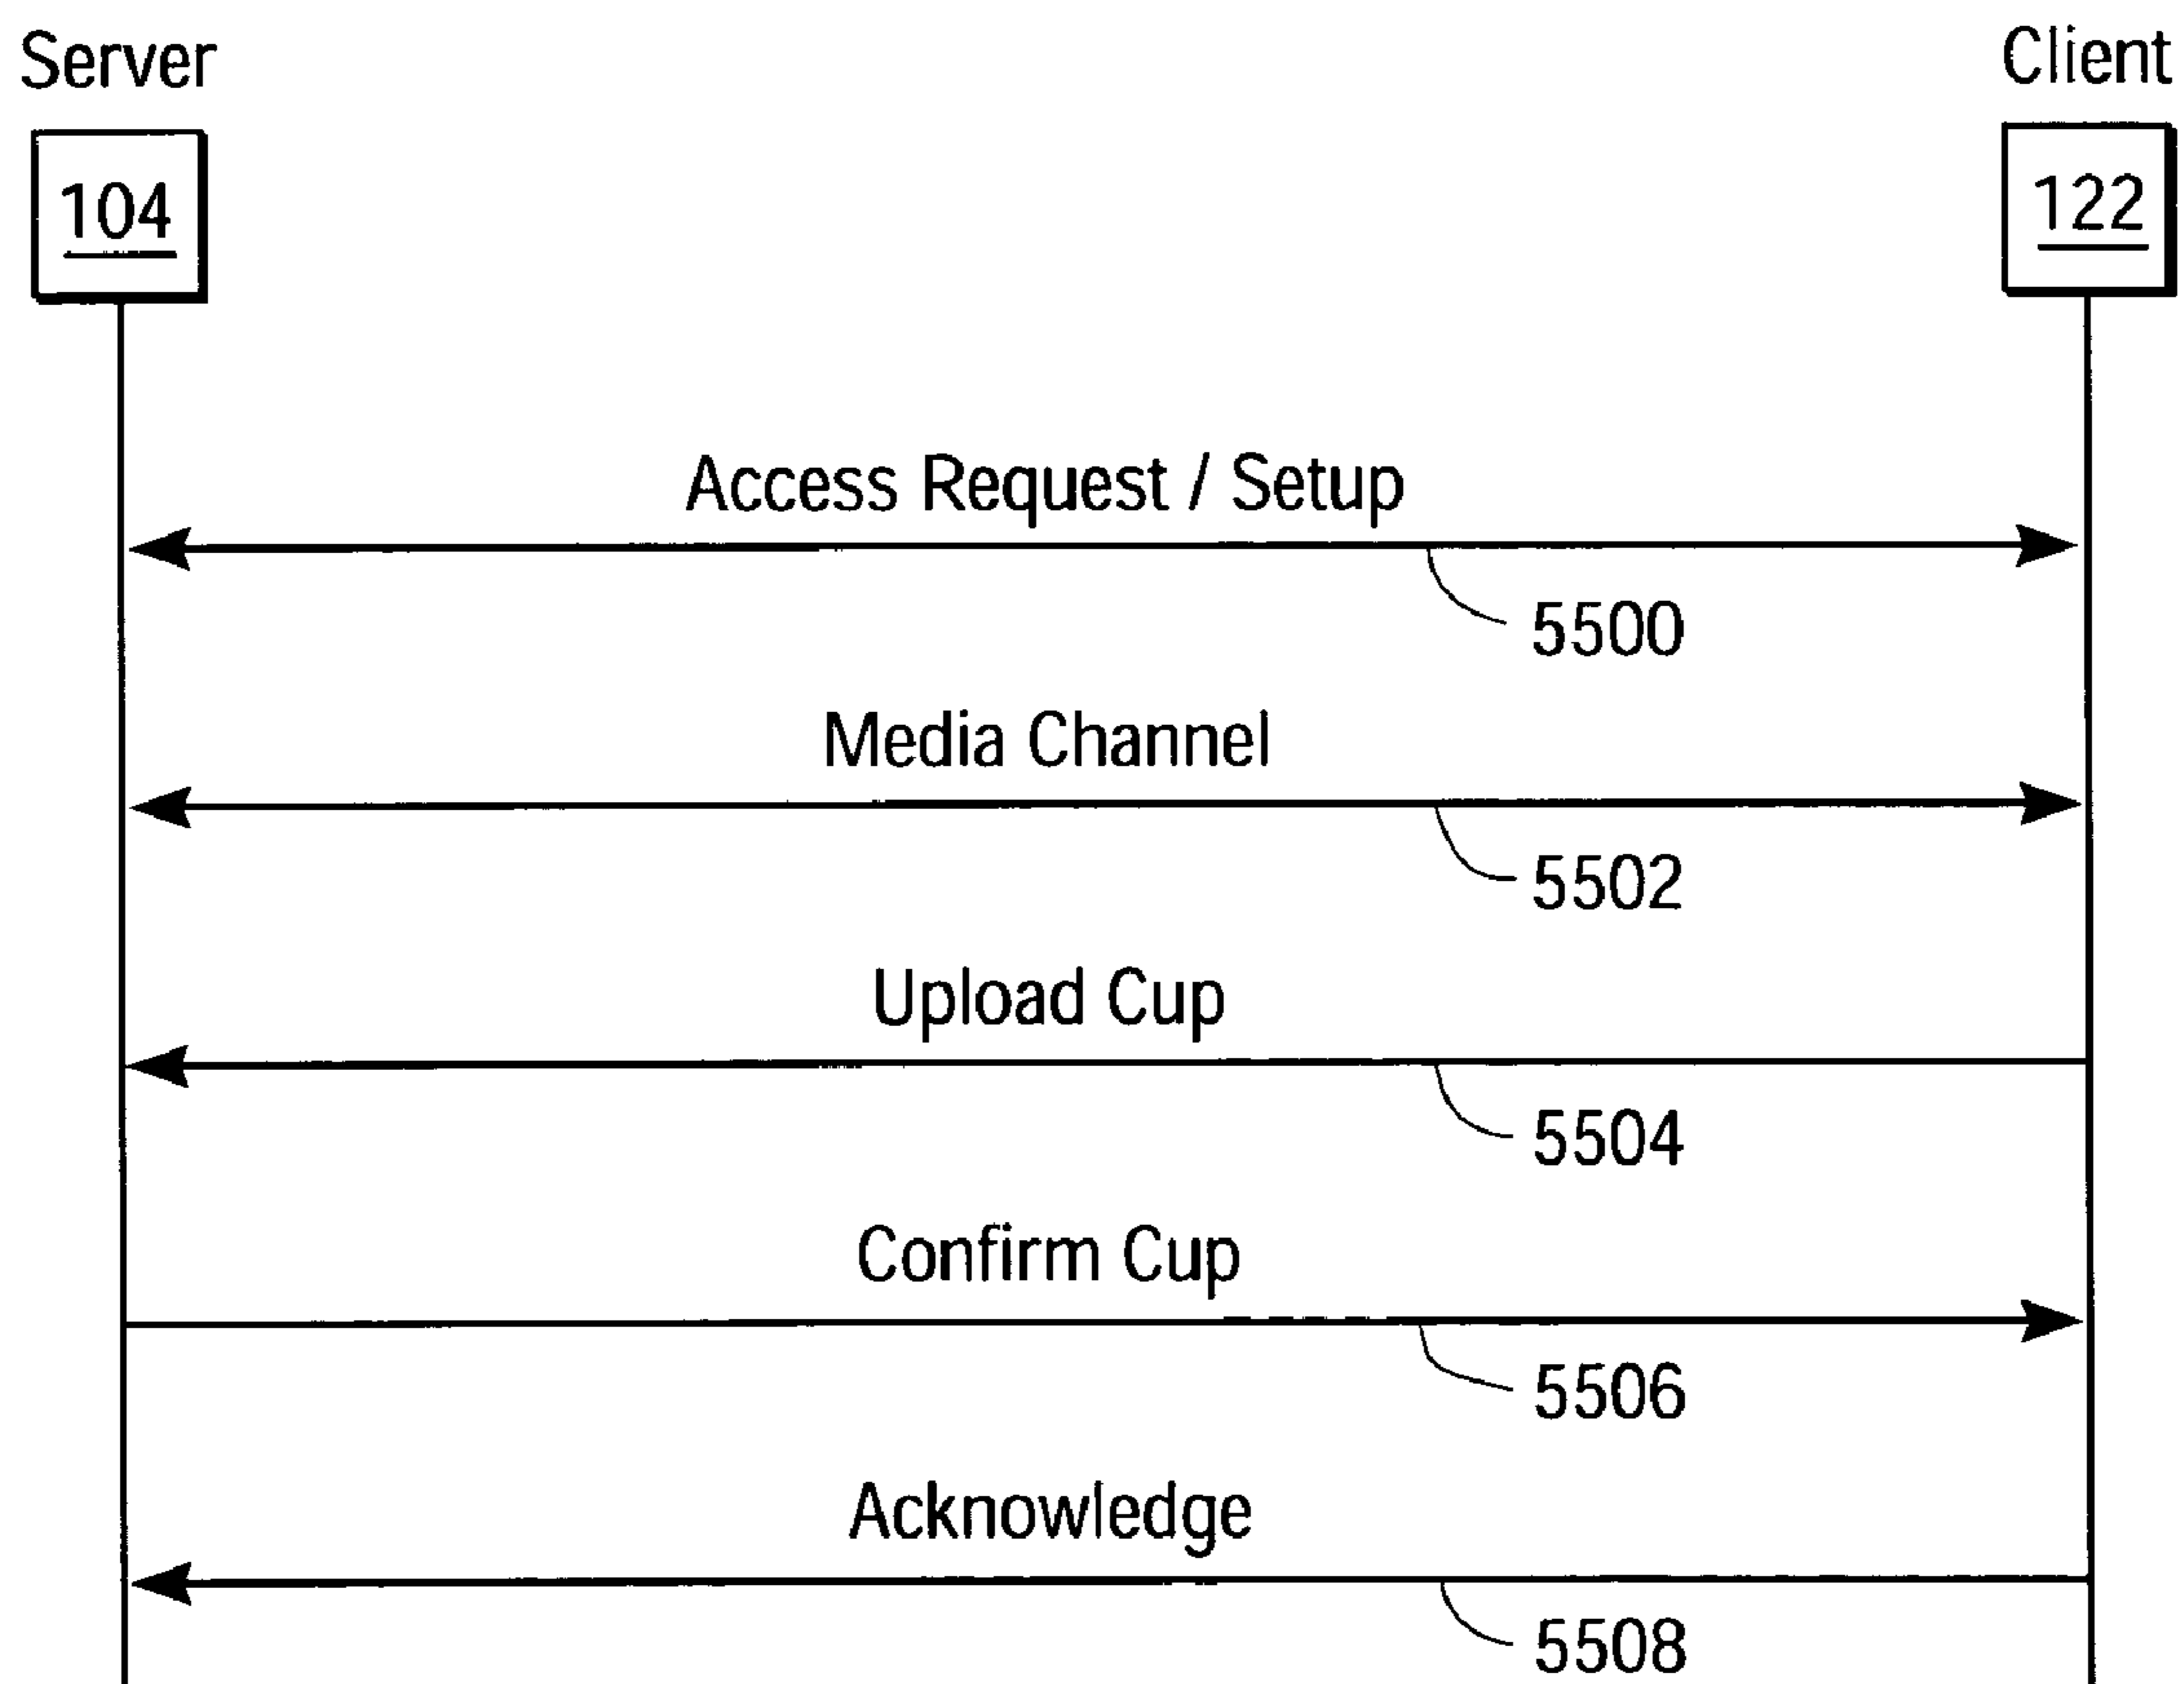 Server
Client
104
122
Access Request / Setup
5500
Media Channel
5502
Upload Cup
5504
Confirm Cup
5506
Acknowledge
5508